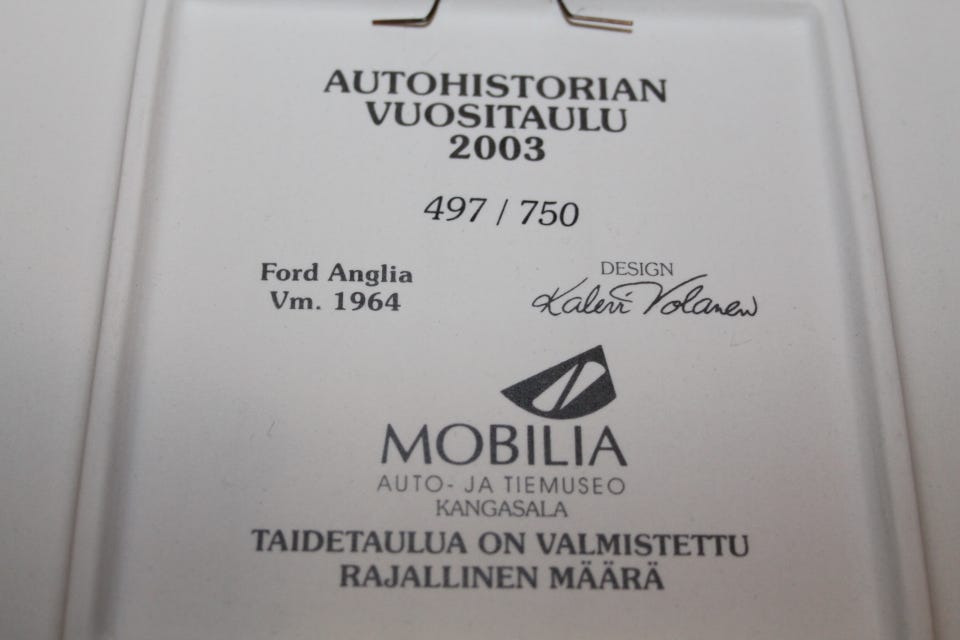 AUTOHISTORIAN
VUOSITAULU
2003
497 / 750
Ford Anglia
Vm. 1964
DESIGN
Kalervi Volanen
MOBILIA
AUTO- JA TIEMUSEO
KANGASALA
TAIDETAULUA ON VALMISTETTU
RAJALLINEN MÄÄRÄ